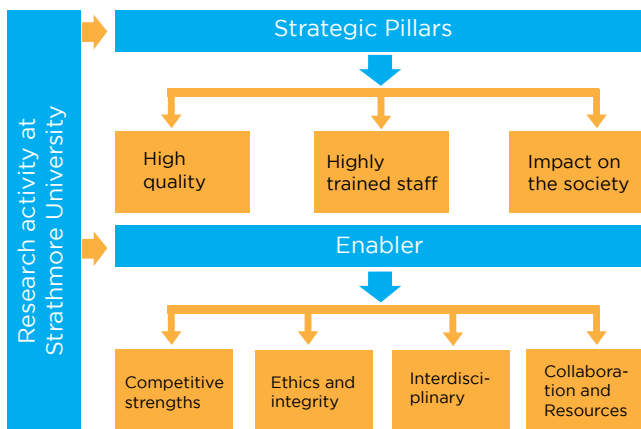 Research activity at
Strathmore University
Strategic Pillars
High
quality
Highly
trained staff
Impact on
the society
Enabler
Competitive
strengths
Ethics and
integrity
Interdisci-
plinary
Collabora-
tion and
Resources